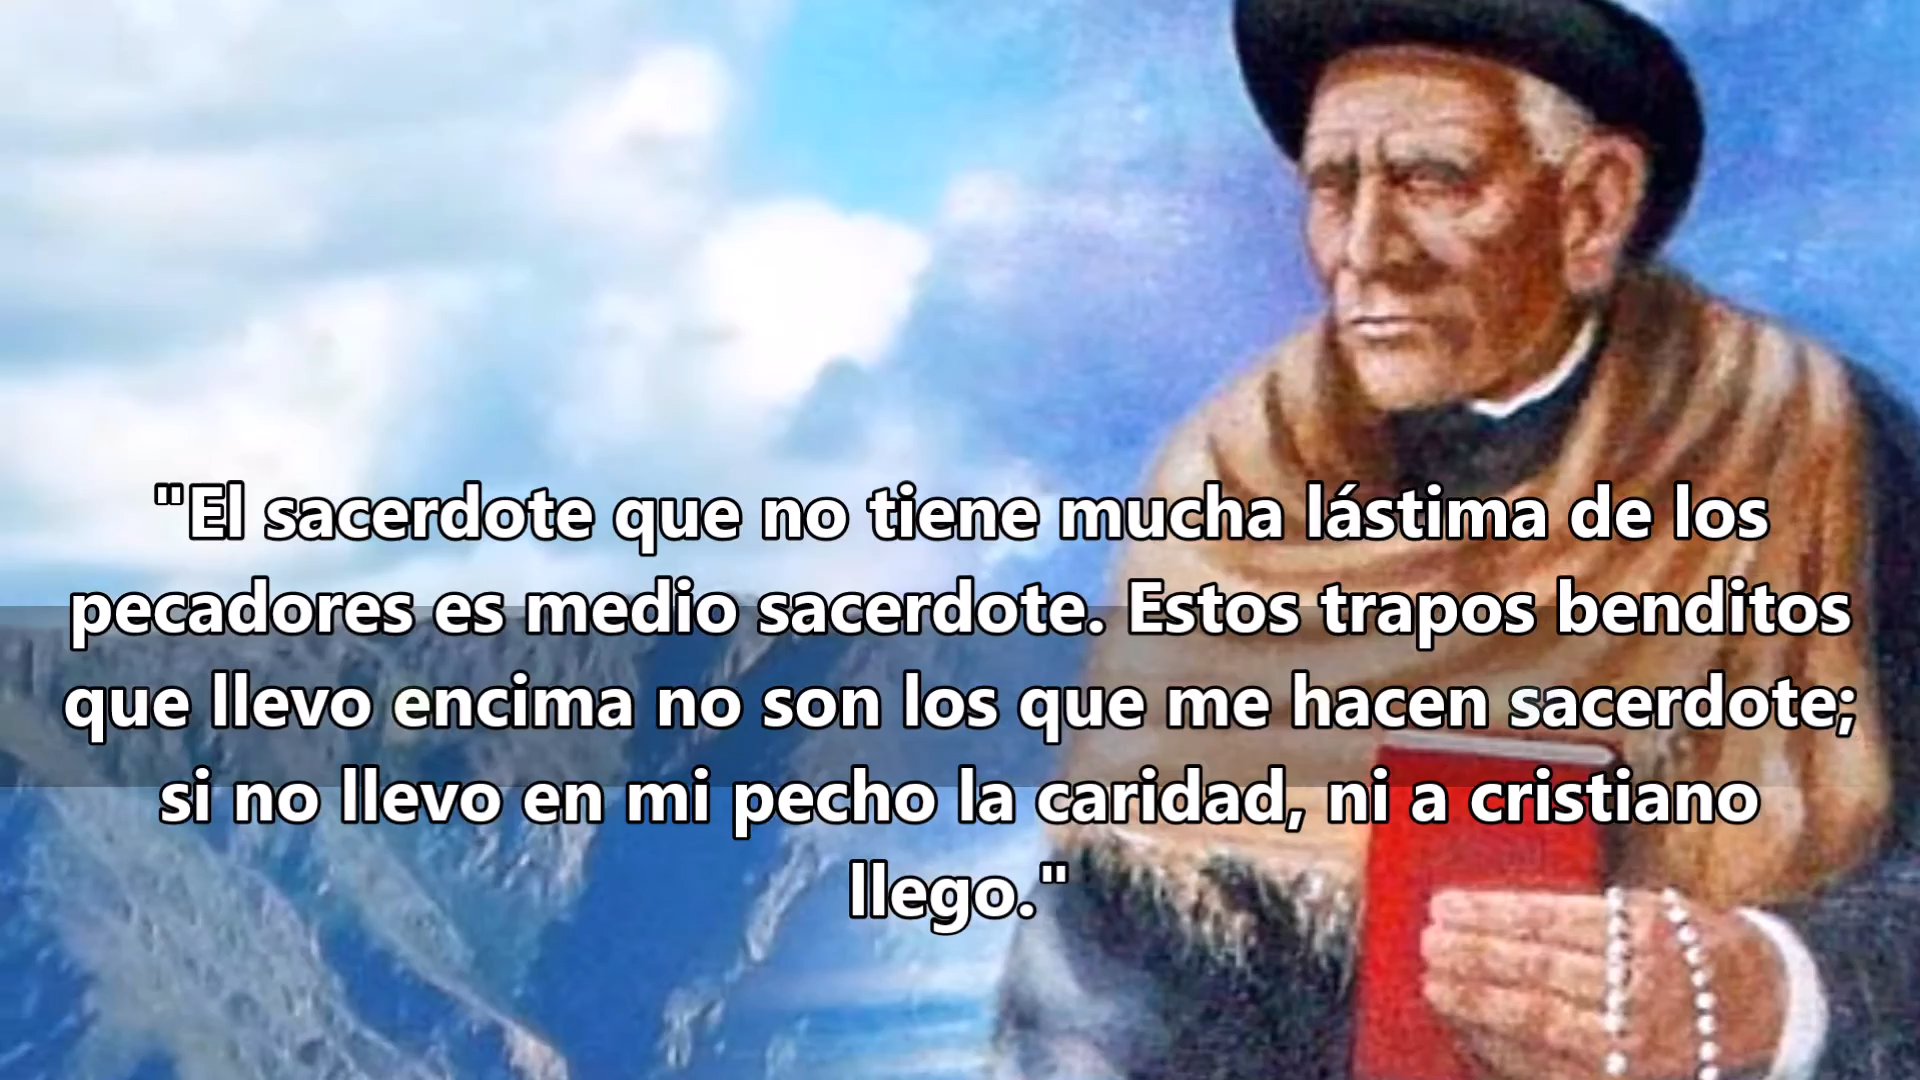 "El sacerdote que no tiene mucha lástima de los
pecadores es medio sacerdote. Estos trapos benditos
que llevo encima no son los que me hacen sacerdote;
si no llevo en mi pecho la caridad, ni a cristiano
llego."